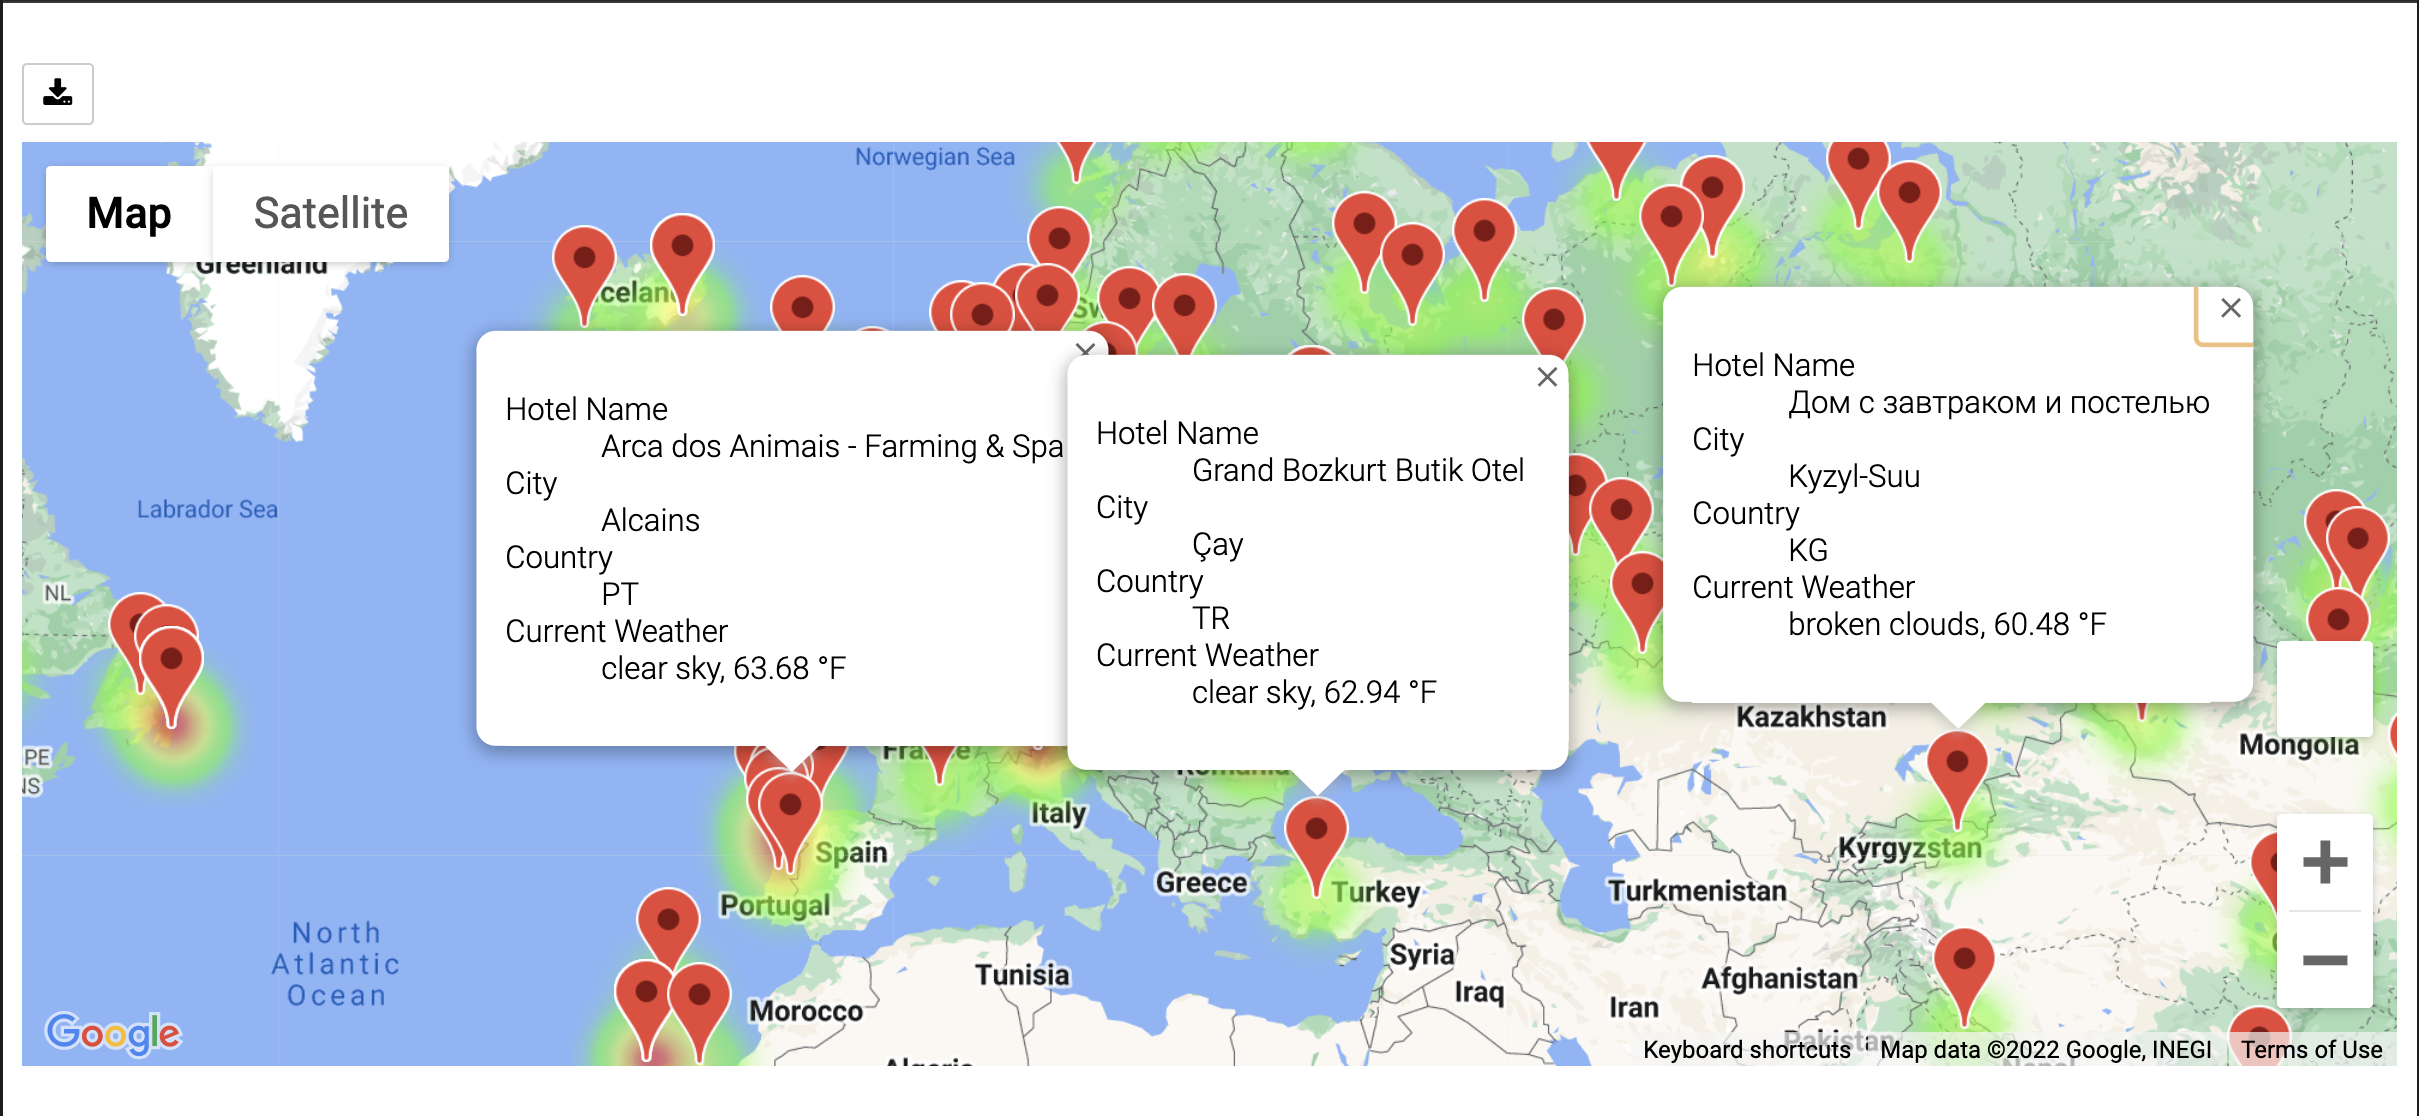 Map
Satellite
Norwegian Sea
Greenland
Labrador Sea
NL
PE
NS
Hotel Name
Arca dos Animais - Farming & Spa
City
Alcains
Country
PT
Current Weather
clear sky, 63.68 °F
Hotel Name
Grand Bozkurt Butik Otel
City
Çay
Country
TR
Current Weather
clear sky, 62.94 °F
Hotel Name
Дом с завтраком и постелью
City
Kyzyl-Suu
Country
KG
Current Weather
broken clouds, 60.48 °F
Kazakhstan
Mongolia
France
Romania
Italy
Spain
Portugal
Greece
Turkey
Kyrgyzstan
Turkmenistan
Syria
Iraq
Iran
Afghanistan
Pakistan
Tunisia
Morocco
Algeria
Nepal
North
Atlantic
Ocean
Google
Keyboard shortcuts
Map data ©2022 Google, INEGI
Terms of Use